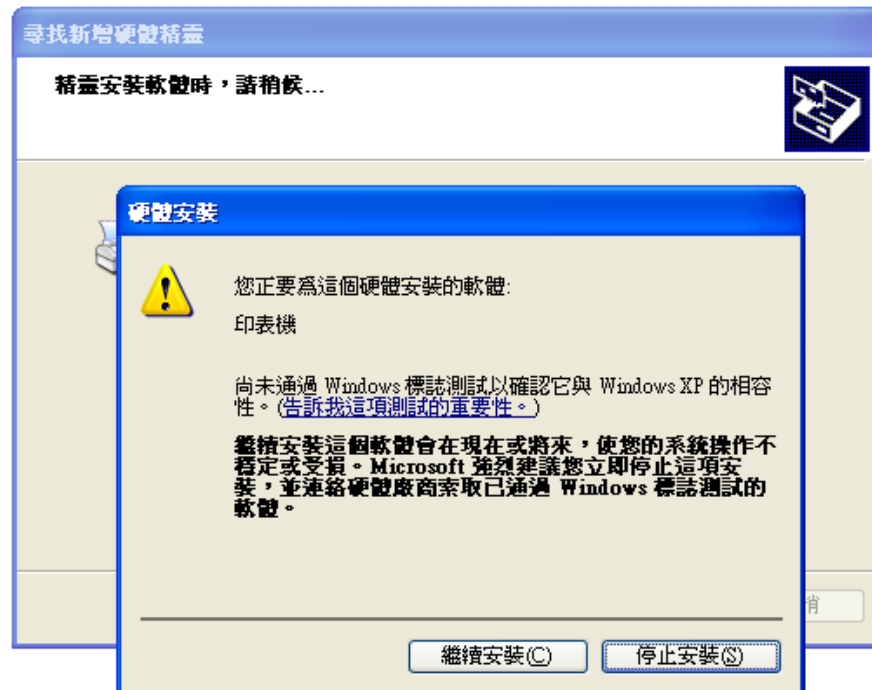 尋找新增硬體精靈
精靈安裝軟體時，請稍候...
硬體安裝
您正要為這個硬體安裝的軟體:
印表機
尚未通過 Windows 標誌測試以確認它與 Windows XP 的相容
性。(告訴我這項測試的重要性。)
繼續安裝這個軟體會在現在或將來，使您的系統操作不
穩定或受損。Microsoft 強烈建議您立即停止這項安
裝，並連絡硬體廠商索取已通過 Windows 標誌測試的
軟體。
消
繼續安裝(C)
停止安裝(S)